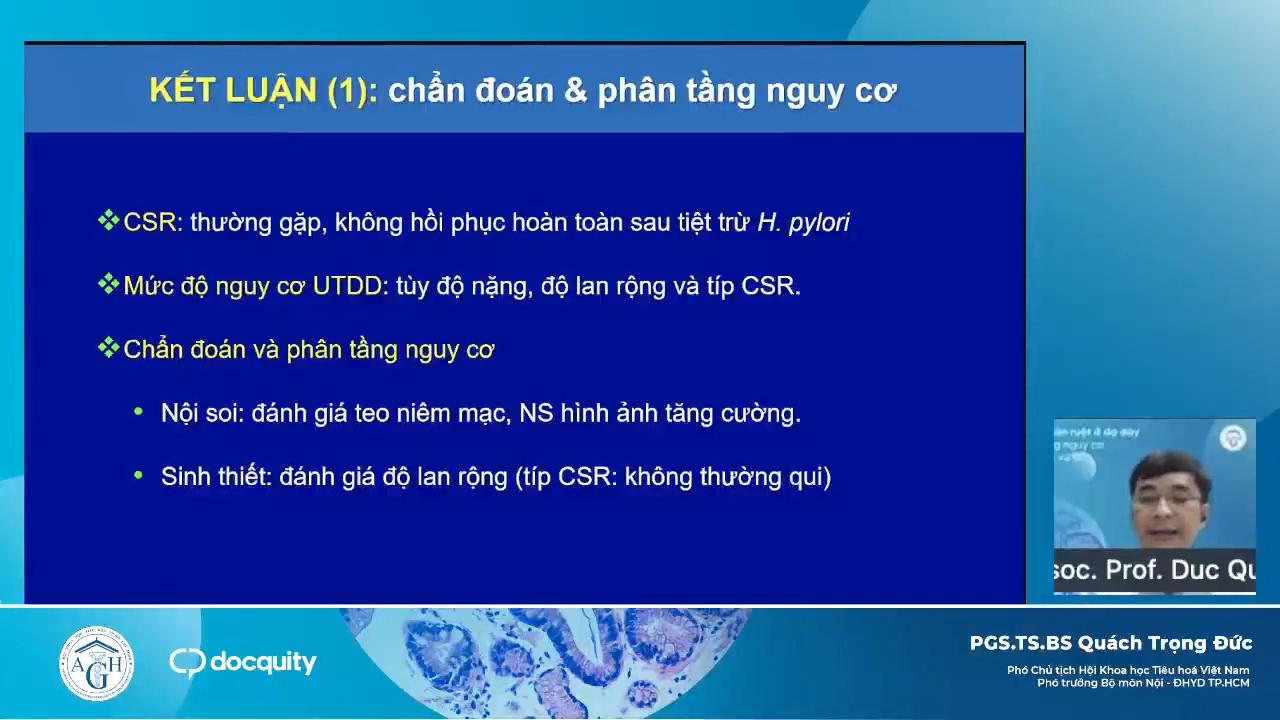 KẾT LUẬN (1): chẩn đoán & phân tầng nguy cơ
CSR: thường gặp, không hồi phục hoàn toàn sau tiệt trừ H. pylori
Mức độ nguy cơ UTDD: tùy độ nặng, độ lan rộng và típ CSR.
Chẩn đoán và phân tầng nguy cơ
• Nội soi: đánh giá teo niêm mạc, NS hình ảnh tăng cường.
• Sinh thiết: đánh giá độ lan rộng (típ CSR: không thường qui)
soc. Prof. Duc Qu
AGH
docquity
PGS.TS.BS Quách Trọng Đức
Phó Chủ tịch Hội Khoa học Tiêu hoá Việt Nam
Phó trưởng Bộ môn Nội - ĐHYD TP.HCM